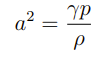 a² = γp/ρ